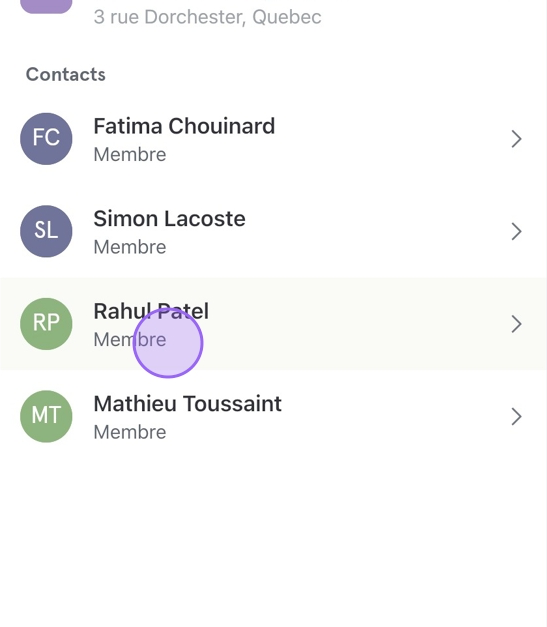 3 rue Dorchester, Quebec
Contacts
FC
Fatima Chouinard
Membre
SL
Simon Lacoste
Membre
RP
Rahul Patel
Membre
MT
Mathieu Toussaint
Membre